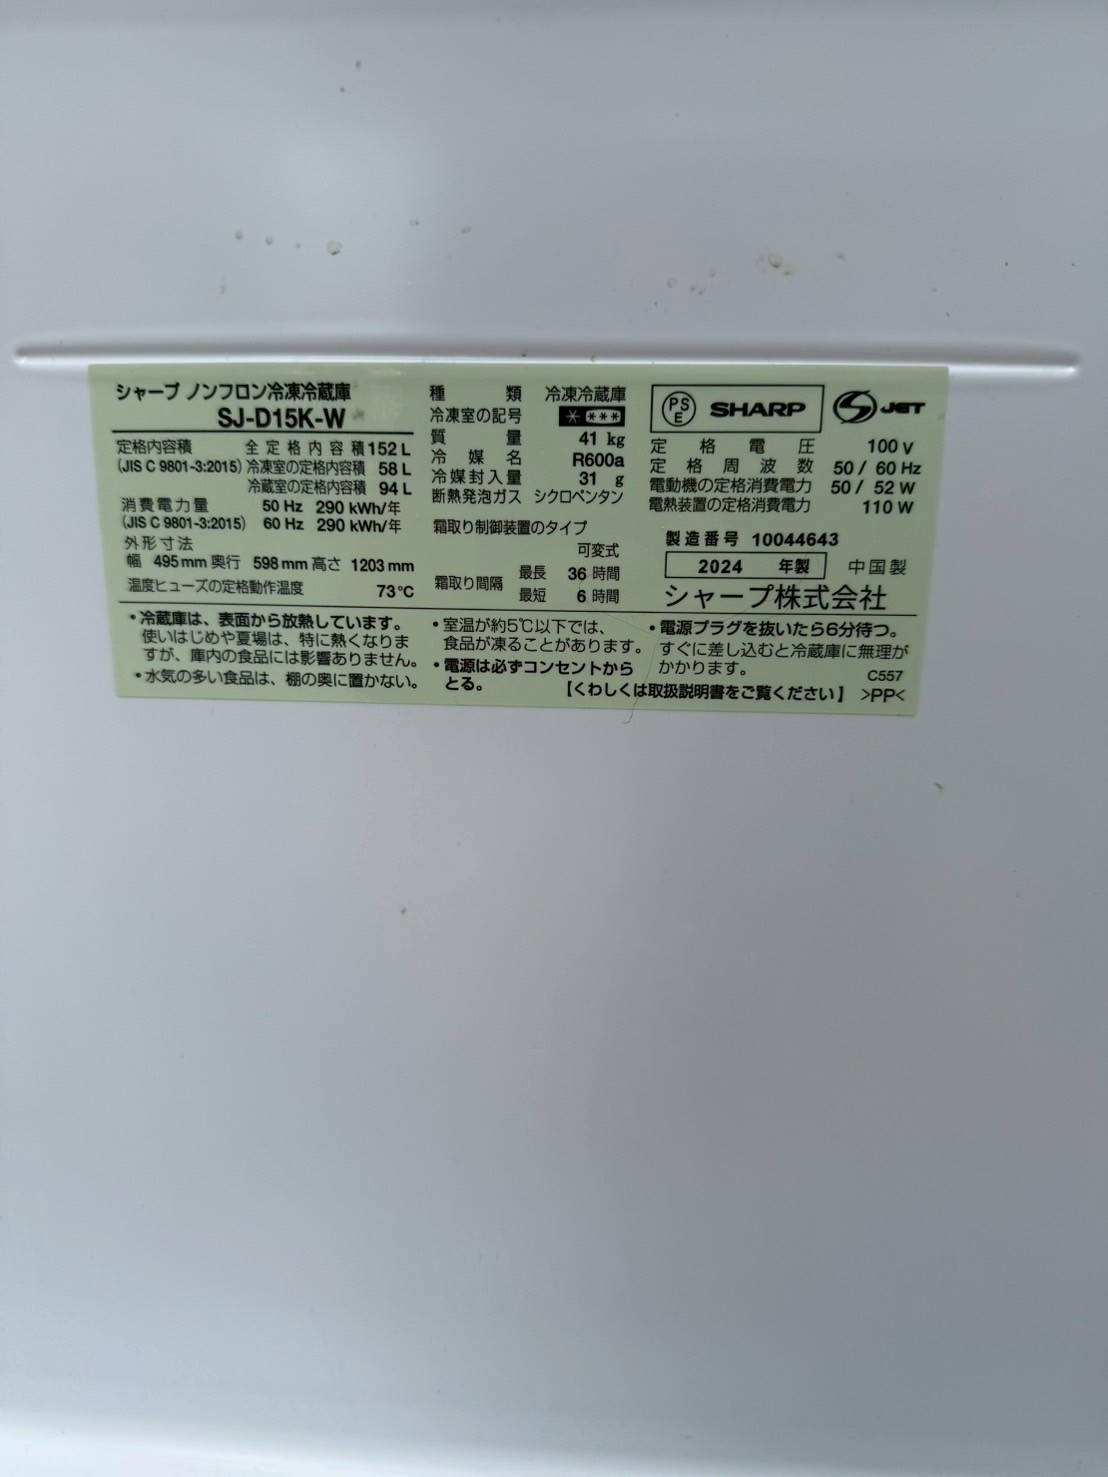 シャープ ノンフロン冷凍冷蔵庫
SJ-D15K-W
定格内容積 全定格内容積 152 L
(JIS C 9801-3:2015) 冷凍室の定格内容積 58 L
冷蔵室の定格内容積 94 L
消費電力量 50 Hz 290 kWh/年
(JIS C 9801-3:2015) 60 Hz 290 kWh/年
外形寸法
幅 495 mm 奥行 598 mm 高さ 1203 mm
温度ヒューズの定格動作温度 73℃
種類 冷凍冷蔵庫
冷凍室の記号 * ***
質量 41 kg
冷媒名 R600a
冷媒封入量 31 g
断熱発泡ガス シクロペンタン
霜取り制御装置のタイプ
可変式
霜取り間隔 最長 36 時間
最短 6 時間
PSE SHARP JET
定格電圧 100 V
定格周波数 50 / 60 Hz
電動機の定格消費電力 50 / 52 W
電熱装置の定格消費電力 110 W
製造番号 10044643
2024 年製 中国製
シャープ株式会社
・冷蔵庫は、表面から放熱しています。
使いはじめや夏場は、特に熱くなりま
すが、庫内の食品には影響ありません。
・水気の多い食品は、棚の奥に置かない。
・室温が約5℃以下では、
食品が凍ることがあります。
・電源は必ずコンセントから
とる。
・電源プラグを抜いたら6分待つ。
すぐに差し込むと冷蔵庫に無理が
かかります。
C557
【くわしくは取扱説明書をご覧ください】 >PP<